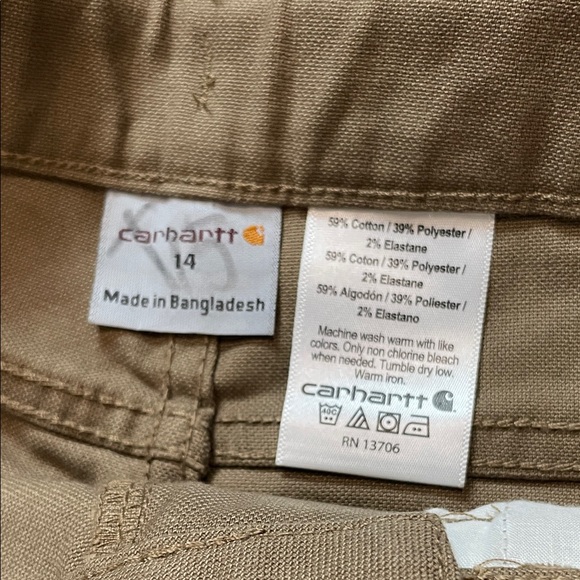 carhartt
14
Made in Bangladesh
59% Cotton / 39% Polyester /
2% Elastane
59% Coton / 39% Polyester /
2% Elastane
59% Algodón / 39% Poliester /
2% Elastano
Machine wash warm with like
colors. Only non chlorine bleach
when needed. Tumble dry low.
Warm iron.
carhartt
40C
RN 13706